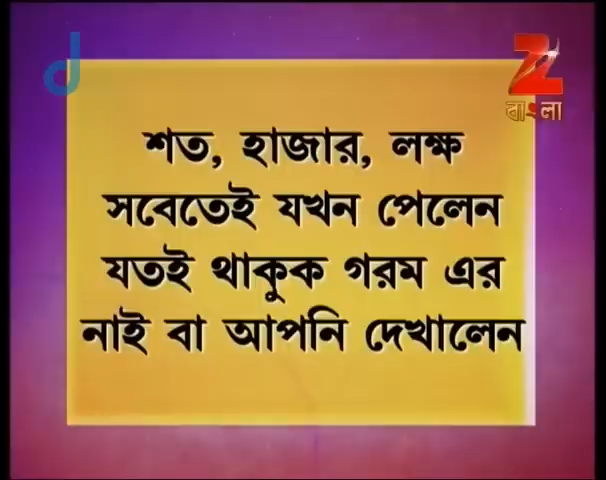 বাংলা
শত, হাজার, লক্ষ
সবেতেই যখন পেলেন
যতই থাকুক গরম এর
নাই বা আপনি দেখালেন